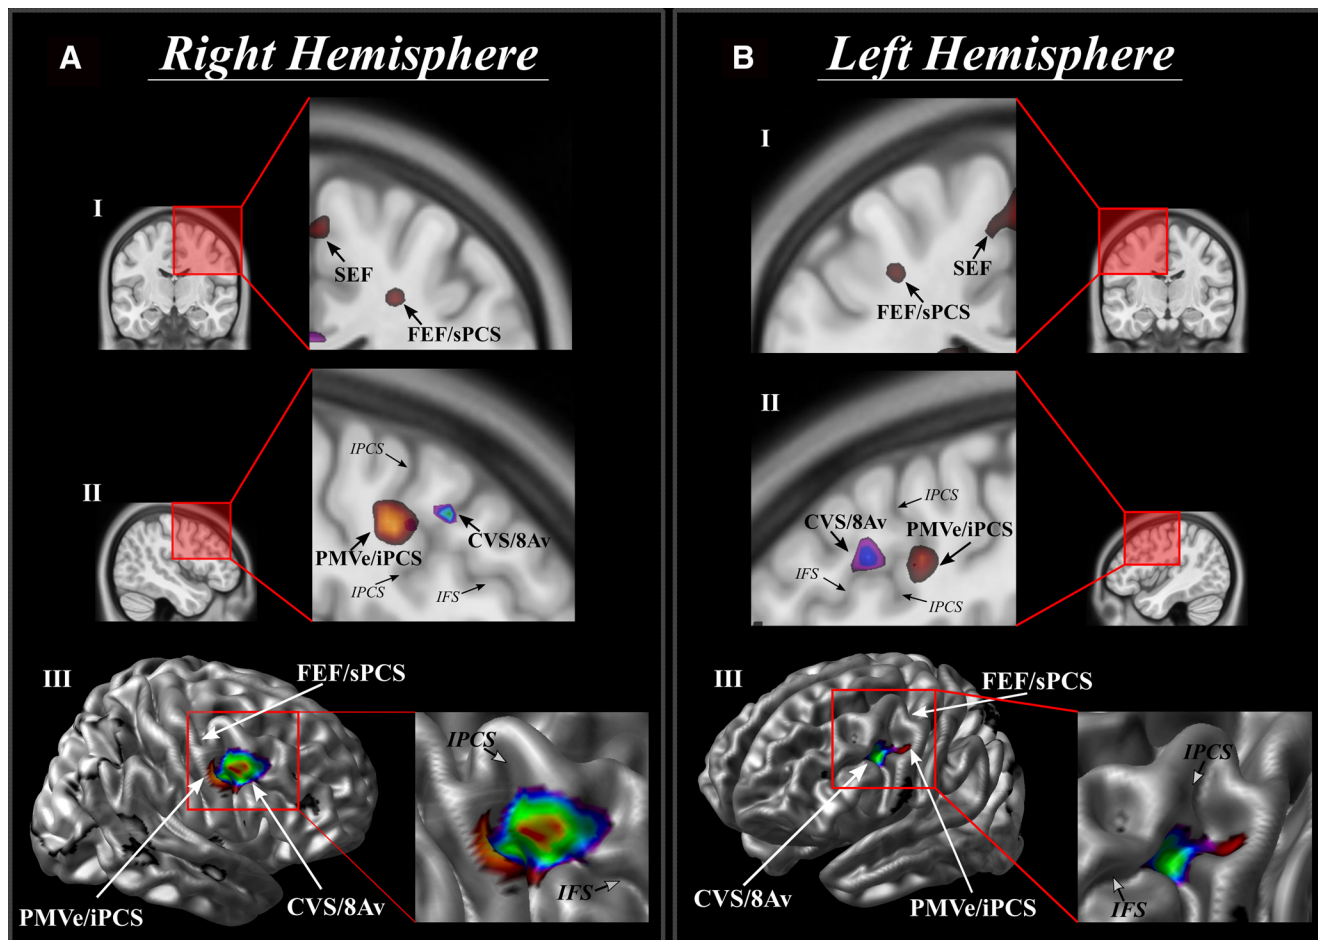 A
Right Hemisphere
I
SEF
FEF/sPCS
II
IPCS
PMVe/iPCS
CVS/8Av
IPCS
IFS
III
FEF/sPCS
IPCS
IFS
PMVe/iPCS
CVS/8Av
B
Left Hemisphere
I
SEF
FEF/sPCS
II
IPCS
CVS/8Av
PMVe/iPCS
IFS
IPCS
III
FEF/sPCS
IPCS
IFS
CVS/8Av
PMVe/iPCS